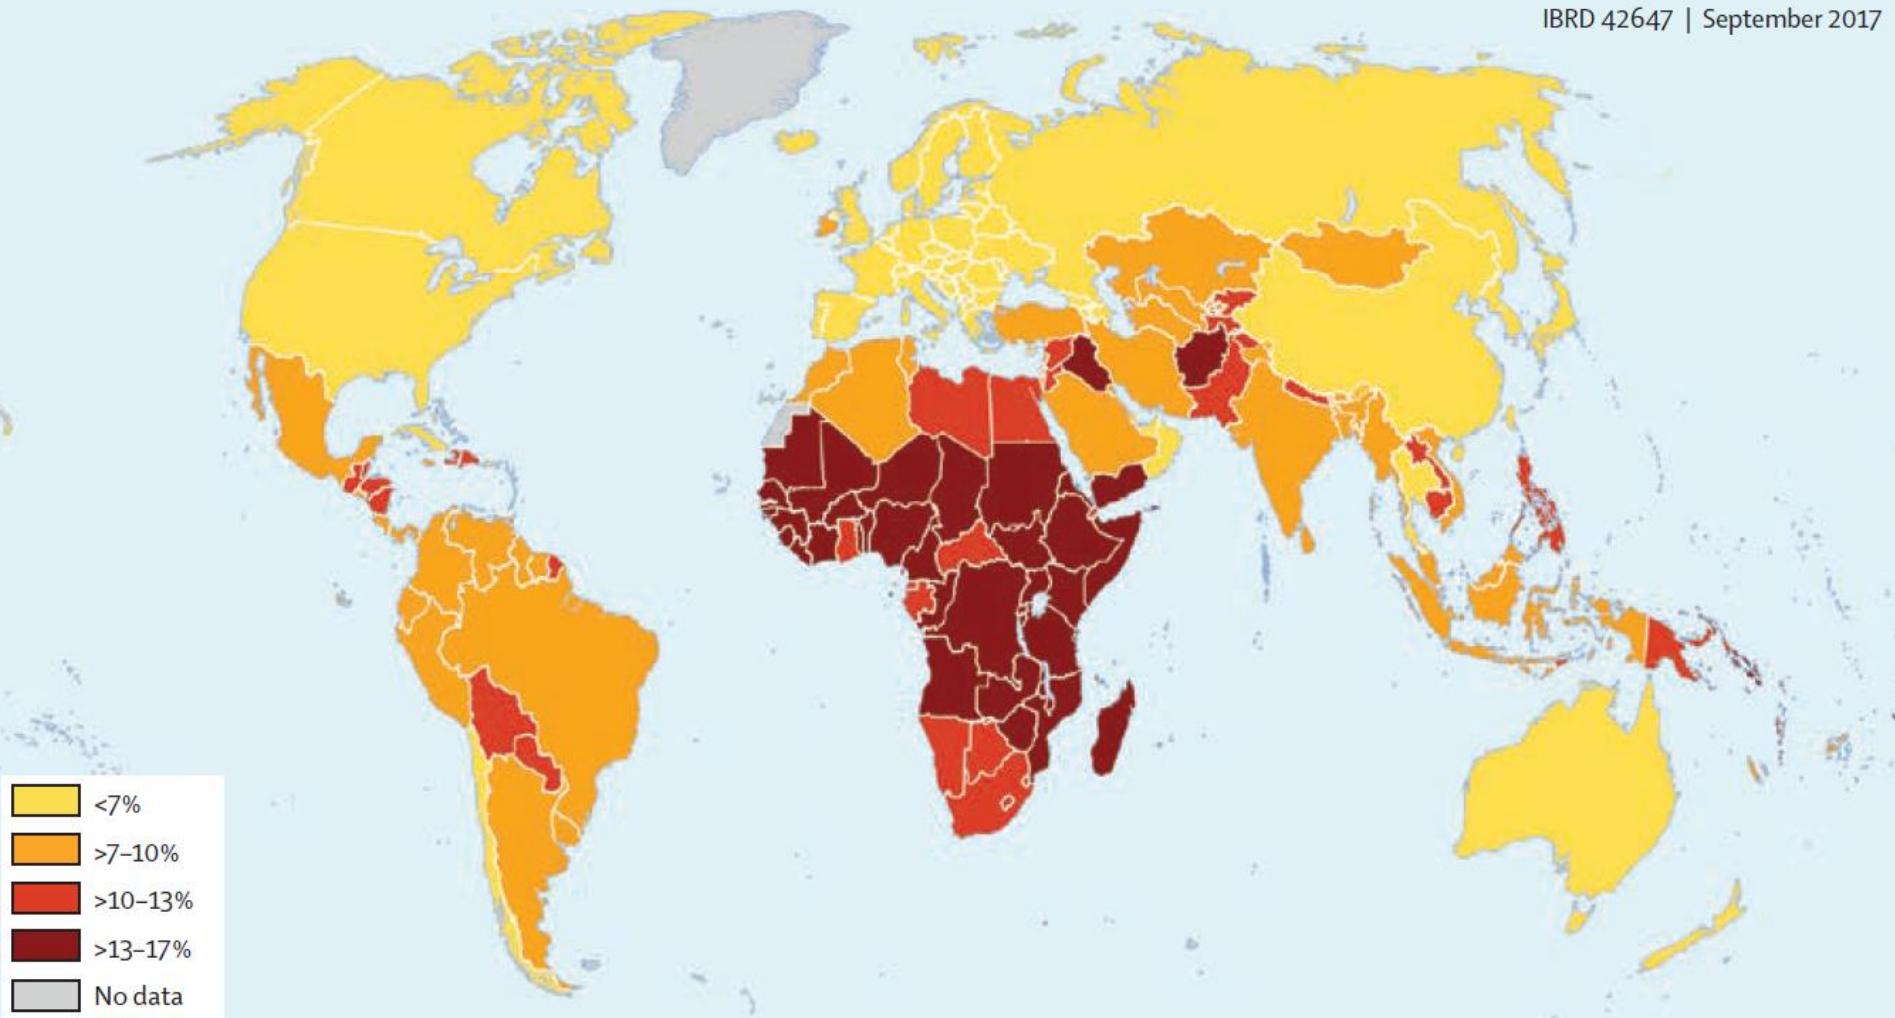 IBRD 42647 | September 2017
<7%
>7–10%
>10–13%
>13–17%
No data